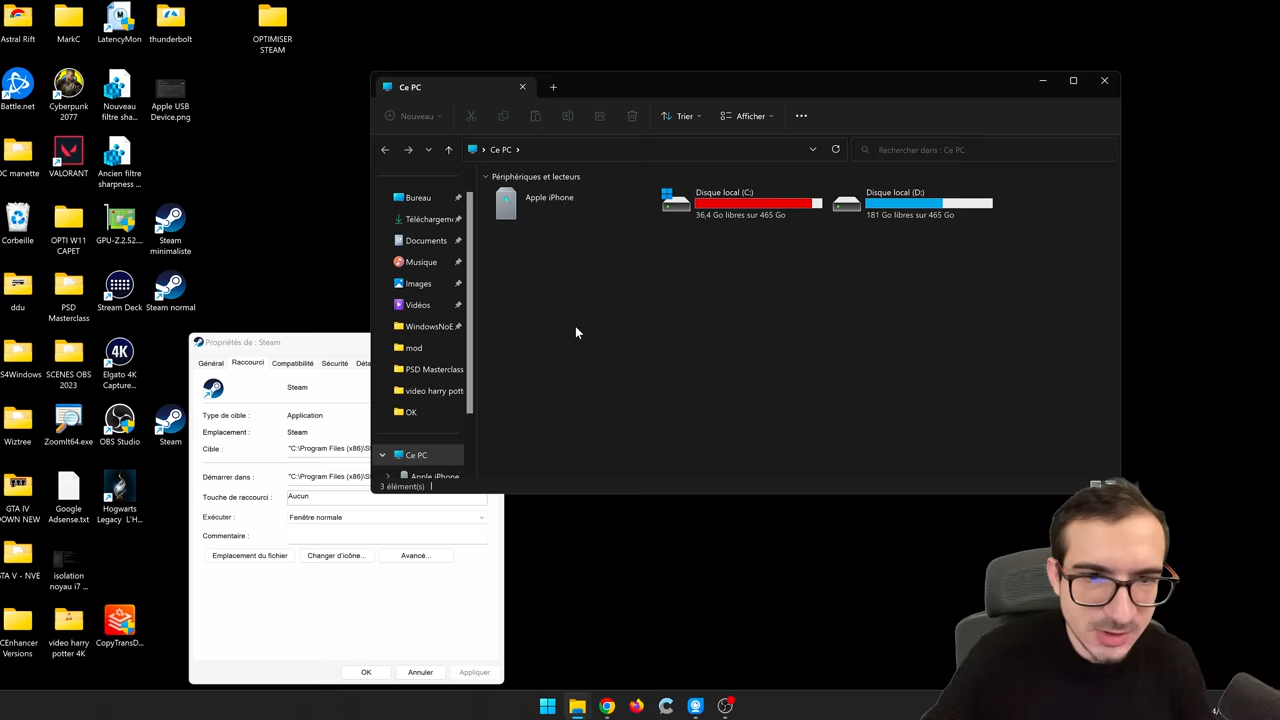 Astral Rift
MarkC
LatencyMon
thunderbolt
OPTIMISER
STEAM
Battle.net
Cyberpunk
2077
Nouveau
filtre sha...
Apple USB
Device.png
OC manette
VALORANT
Ancien filtre
sharpness ...
Corbeille
OPTI W11
CAPET
GPU-Z.2.52....
Steam
minimaliste
ddu
PSD
Masterclass
Stream Deck
Steam normal
S4Windows
SCENES OBS
2023
Elgato 4K
Capture...
Wiztree
ZoomIt64.exe
OBS Studio
Steam
GTA IV
DOWN NEW
Google
Adsense.txt
Hogwarts
Legacy L'H...
GTA V - NVE
isolation
noyau i7 ...
CEnhancer
Versions
video harry
potter 4K
CopyTransD...
Ce PC
Nouveau
Trier
Afficher
Ce PC
Rechercher dans : Ce PC
Bureau
Téléchargem
Documents
Musique
Images
Vidéos
WindowsNoE
mod
PSD Masterclass
video harry pott
OK
Ce PC
Apple iPhone
3 élément(s)
Périphériques et lecteurs
Apple iPhone
Disque local (C:)
36,4 Go libres sur 465 Go
Disque local (D:)
181 Go libres sur 465 Go
Propriétés de : Steam
Général
Raccourci
Compatibilité
Sécurité
Déta
Steam
Type de cible :
Application
Emplacement :
Steam
Cible :
"C:\Program Files (x86)\St
Démarrer dans :
"C:\Program Files (x86)\St
Touche de raccourci :
Aucun
Exécuter :
Fenêtre normale
Commentaire :
Emplacement du fichier
Changer d'icône...
Avancé...
OK
Annuler
Appliquer